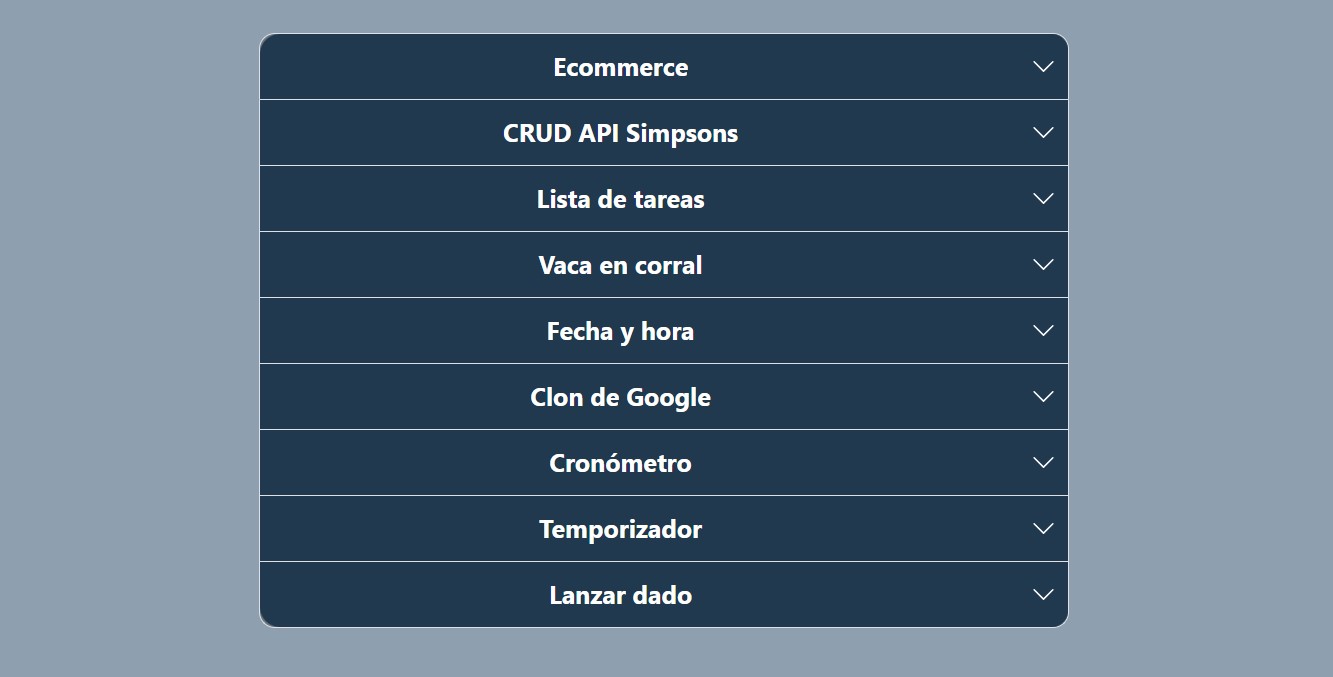 Ecommerce
CRUD API Simpsons
Lista de tareas
Vaca en corral
Fecha y hora
Clon de Google
Cronómetro
Temporizador
Lanzar dado